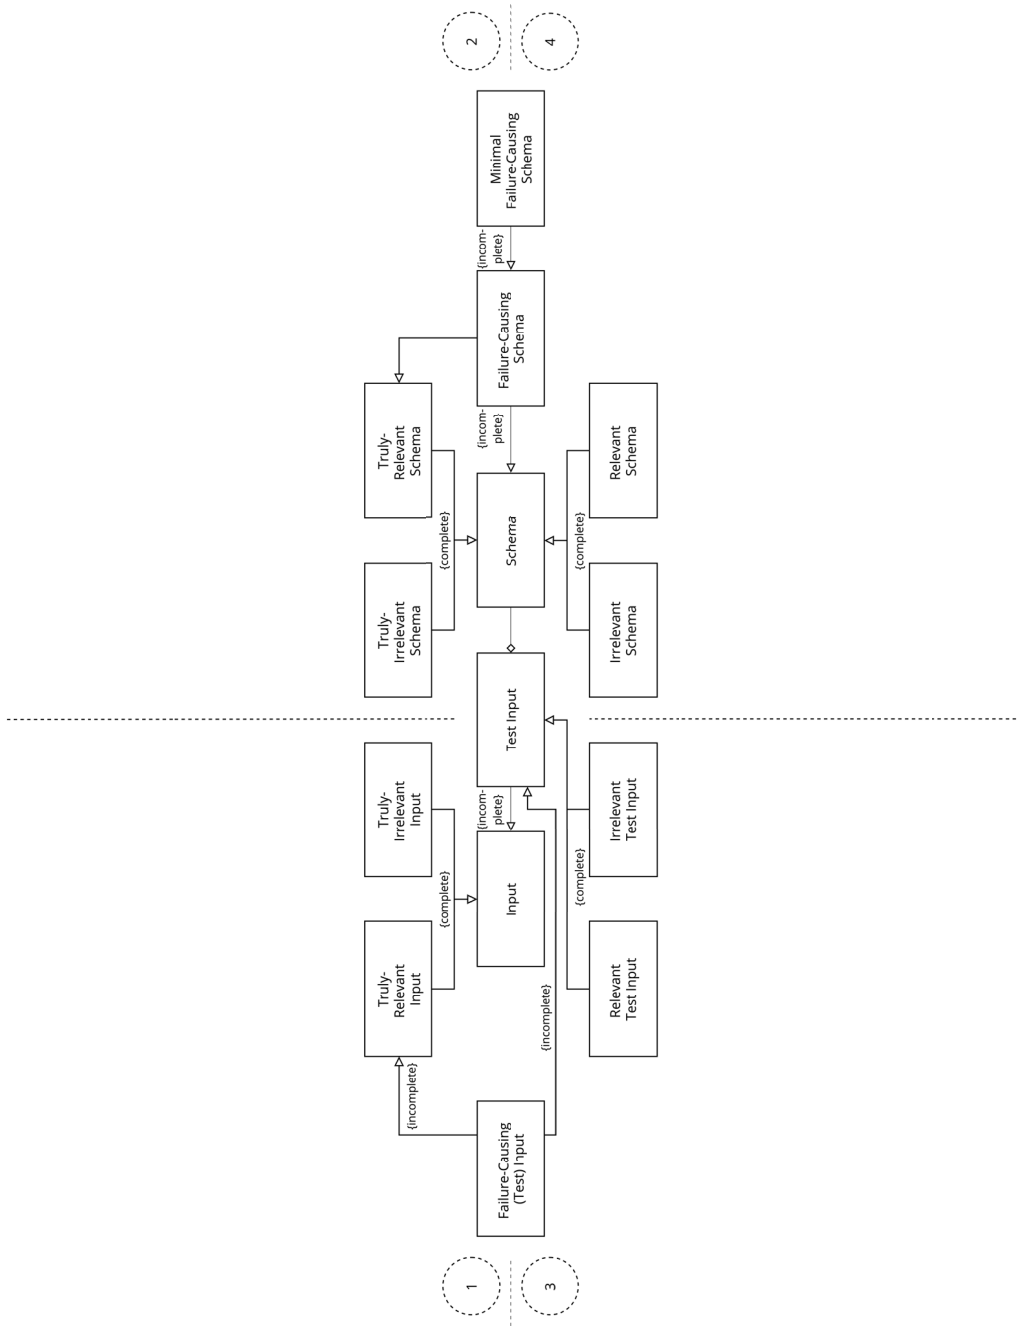 Truly-
Relevant
Input
Truly-
Irrelevant
Input
Truly-
Irrelevant
Schema
Truly-
Relevant
Schema
{incomplete}
{complete}
{complete}
1
2
3
4
Failure-Causing
(Test) Input
Input
{incom-
plete}
Test Input
Schema
{incom-
plete}
Failure-Causing
Schema
{incom-
plete}
Minimal
Failure-Causing
Schema
{incomplete}
{complete}
{complete}
Relevant
Test Input
Irrelevant
Test Input
Irrelevant
Schema
Relevant
Schema